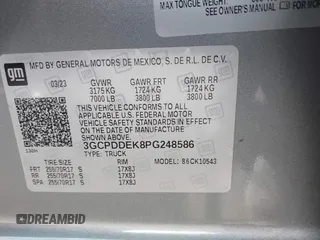 MAX TONGUE WEIGHT
SEE OWNER'S MANUAL
gm
MFD BY GENERAL MOTORS DE MEXICO, S. DE R.L. DE C.V.
03/23 GVWR GAWR FRT GAWR RR
3175 KG 1724 KG 1724 KG
7000 LB 3800 LB 3800 LB
THIS VEHICLE CONFORMS TO ALL
APPLICABLE U.S. FEDERAL MOTOR
VEHICLE SAFETY STANDARDS IN
EFFECT ON THE DATE OF MANUFACTURE
SHOWN ABOVE.
3GCPDDEK8PG248586
TYPE: TRUCK
TIRE SIZE RIM 86CK10543
FRT 255/70R17 S 17X8J
RR 255/70R17 S 17X8J
SPA 255/70R17 S 17X8J
DREAMBID